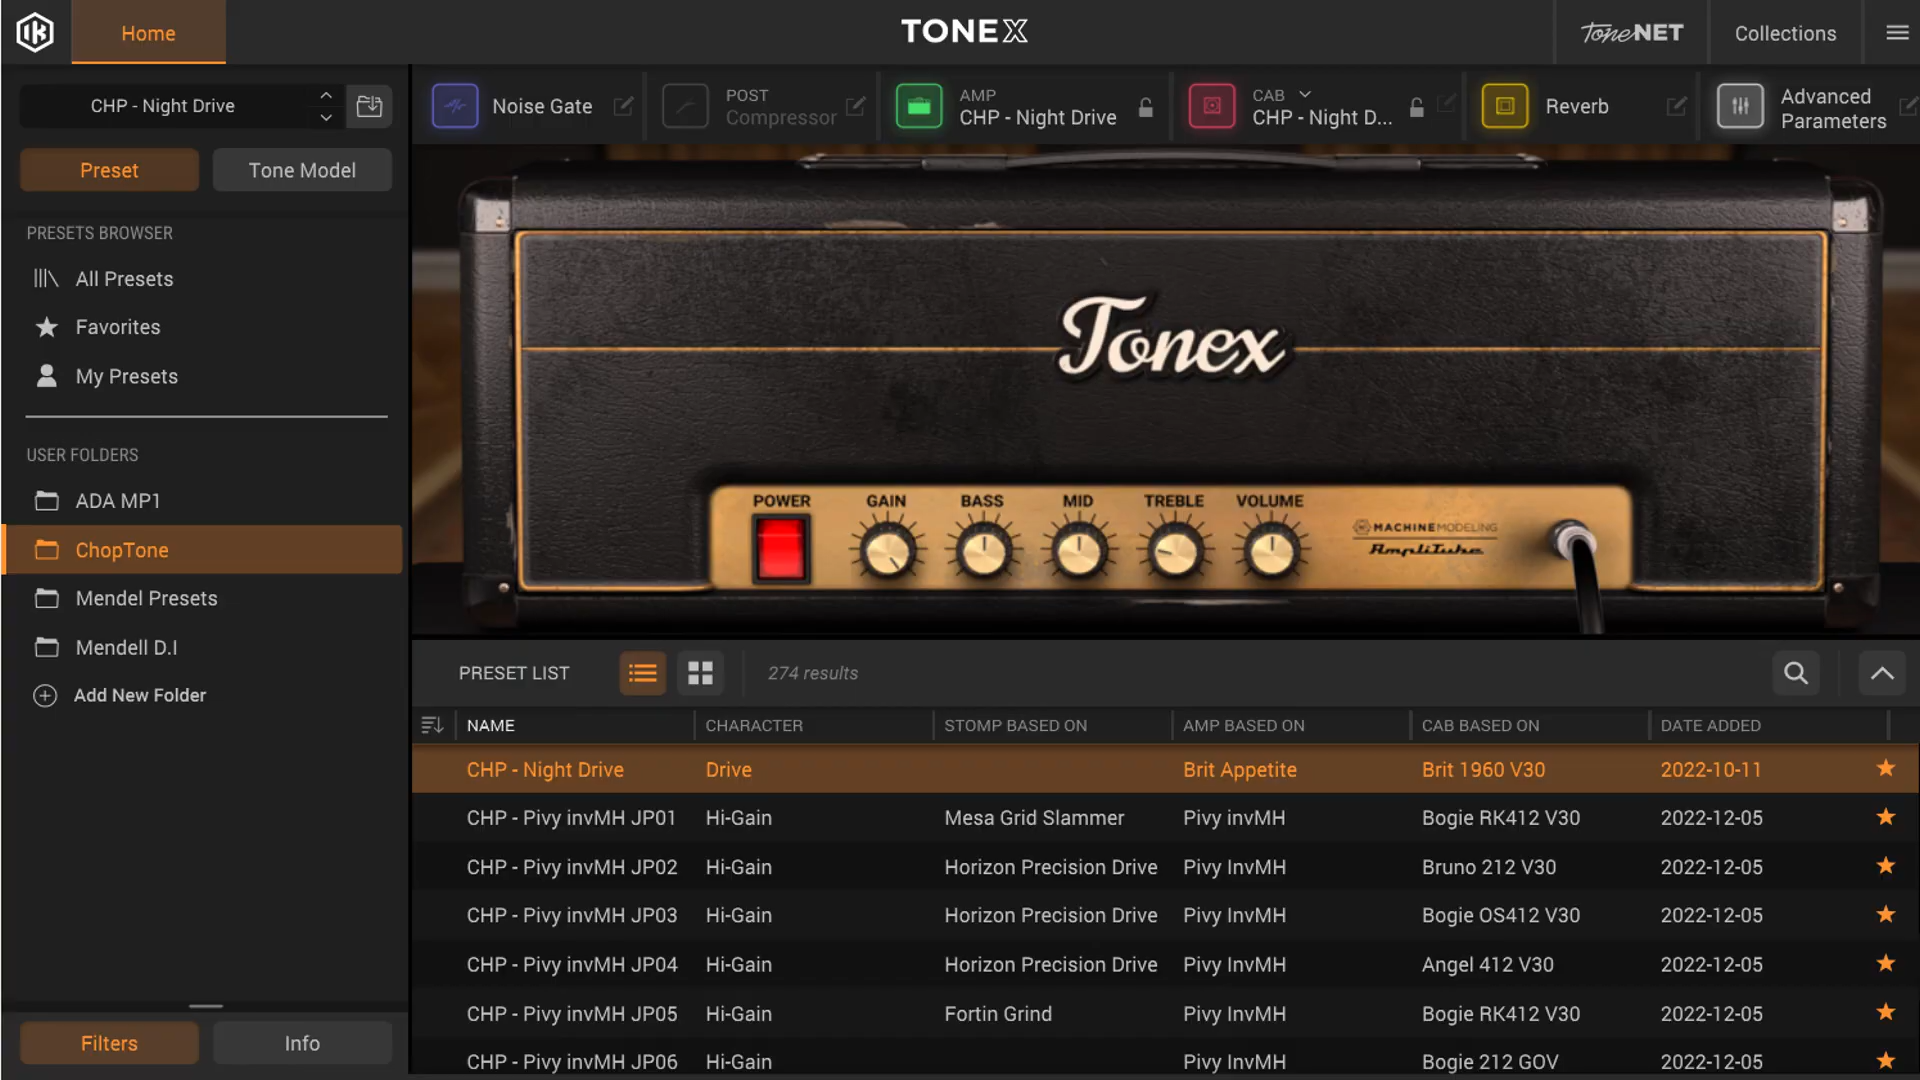 Home
TONEX
ToneNET
Collections
CHP - Night Drive
Noise Gate
POST
Compressor
AMP
CHP - Night Drive
CAB
CHP - Night D...
Reverb
Advanced
Parameters
Preset
Tone Model
PRESETS BROWSER
All Presets
Favorites
My Presets
USER FOLDERS
ADA MP1
ChopTone
Mendel Presets
Mendell D.I
Add New Folder
Filters
Info
Tonex
POWER GAIN BASS MID TREBLE VOLUME
MACHINEMODELING
AmpliTube
PRESET LIST
274 results
NAME CHARACTER STOMP BASED ON AMP BASED ON CAB BASED ON DATE ADDED
CHP - Night Drive Drive Brit Appetite Brit 1960 V30 2022-10-11
CHP - Pivy invMH JP01 Hi-Gain Mesa Grid Slammer Pivy invMH Bogie RK412 V30 2022-12-05
CHP - Pivy invMH JP02 Hi-Gain Horizon Precision Drive Pivy InvMH Bruno 212 V30 2022-12-05
CHP - Pivy invMH JP03 Hi-Gain Horizon Precision Drive Pivy InvMH Bogie OS412 V30 2022-12-05
CHP - Pivy invMH JP04 Hi-Gain Horizon Precision Drive Pivy InvMH Angel 412 V30 2022-12-05
CHP - Pivy invMH JP05 Hi-Gain Fortin Grind Pivy InvMH Bogie RK412 V30 2022-12-05
CHP - Pivy invMH JP06 Hi-Gain Pivy InvMH Bogie 212 GOV 2022-12-05